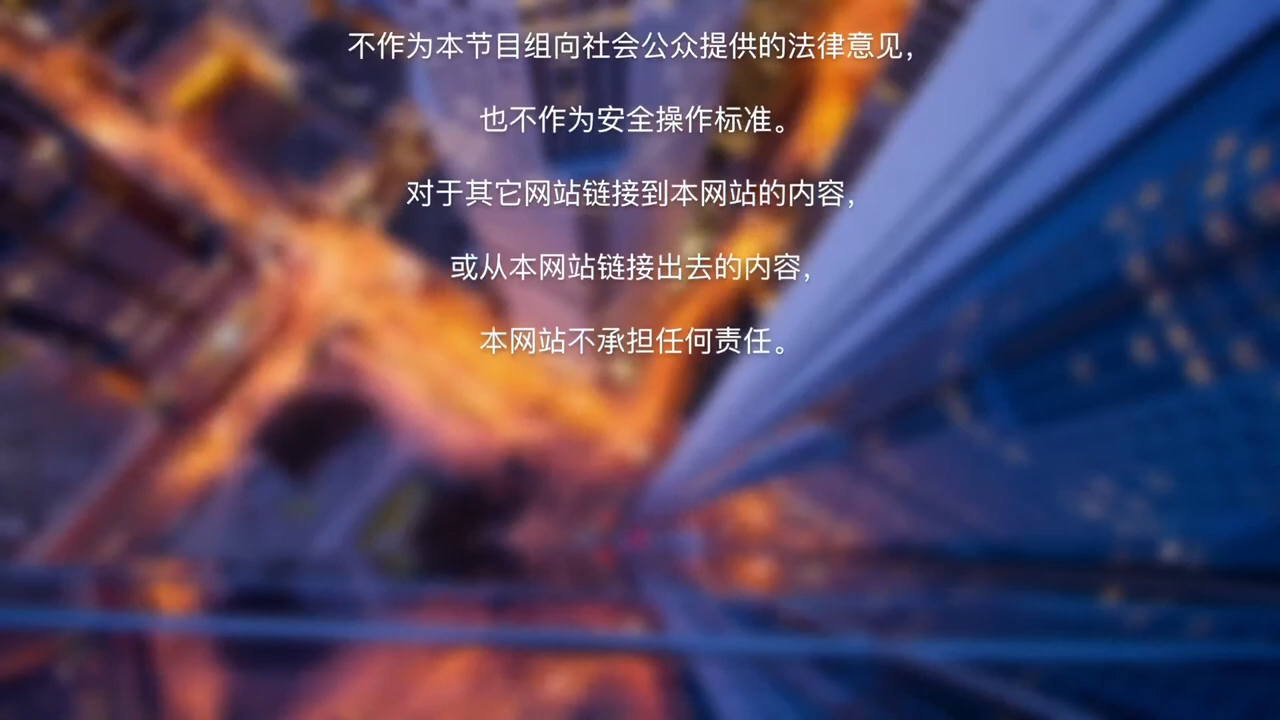 不作为本节目组向社会公众提供的法律意见，
也不作为安全操作标准。
对于其它网站链接到本网站的内容，
或从本网站链接出去的内容，
本网站不承担任何责任。